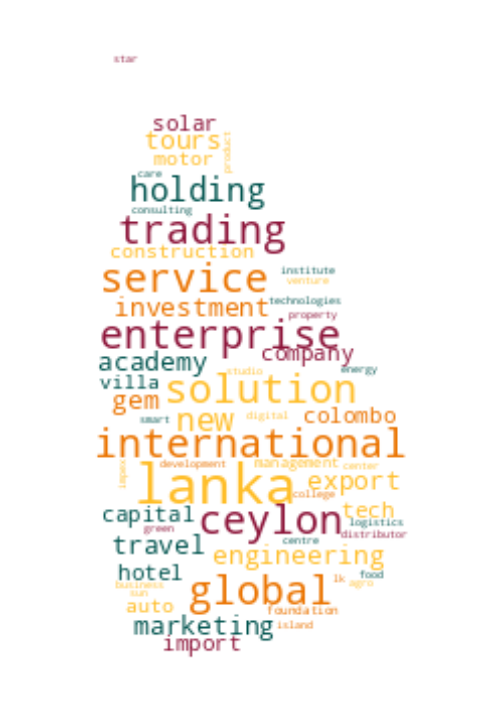 star
solar
tours
product
motor
care
holding
consulting
trading
construction
service
institute
venture
investment
technologies
property
enterprise
company
academy
studio
energy
villa
solution
gem
new
digital
colombo
smart
international
impex
development
management
center
lanka
college
export
capital
ceylon
tech
logistics
green
distributor
travel
centre
engineering
hotel
food
lk
agro
business
sun
global
auto
foundation
marketing
island
import